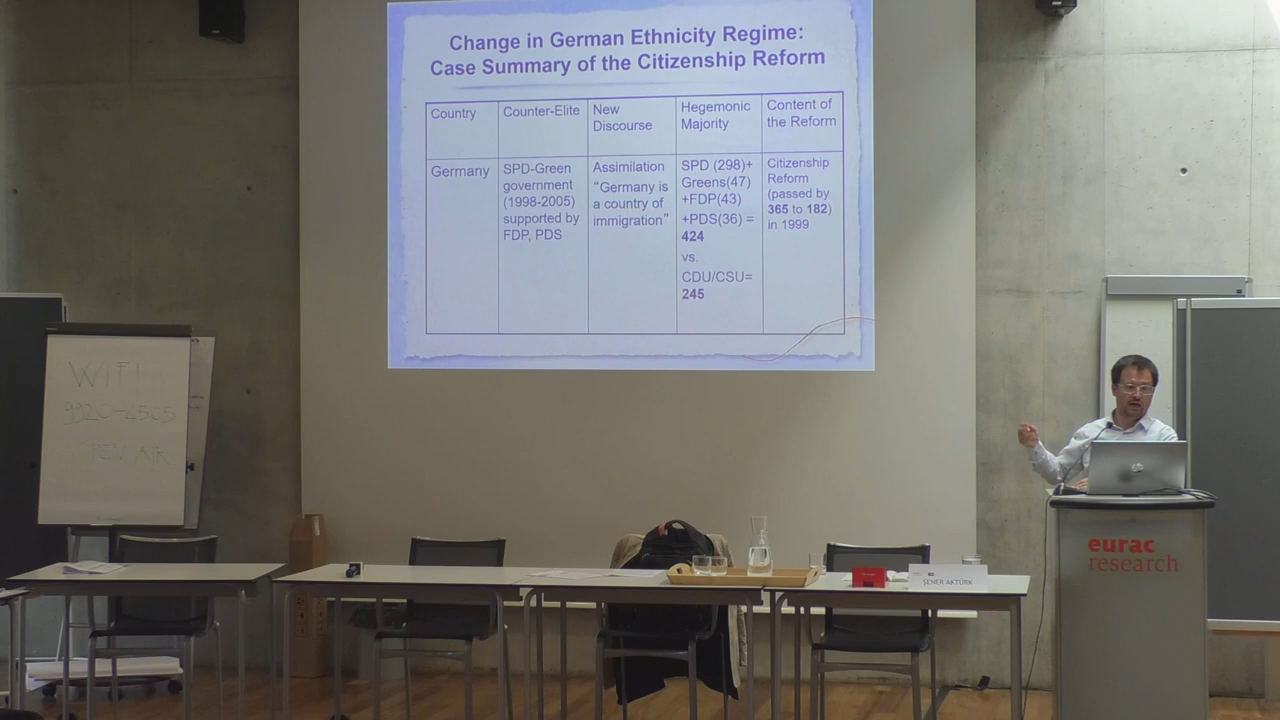 Change in German Ethnicity Regime:
Case Summary of the Citizenship Reform
Country
Counter-Elite
New
Discourse
Hegemonic
Majority
Content of
the Reform
Germany
SPD-Green
government
(1998-2005)
supported by
FDP, PDS
Assimilation
“Germany is
a country of
immigration”
SPD (298)+
Greens(47)
+FDP(43)
+PDS(36) =
424
vs.
CDU/CSU=
245
Citizenship
Reform
(passed by
365 to 182)
in 1999
WIFI
OPEN AIR
hp
eurac
research
ŞENER AKTÜRK